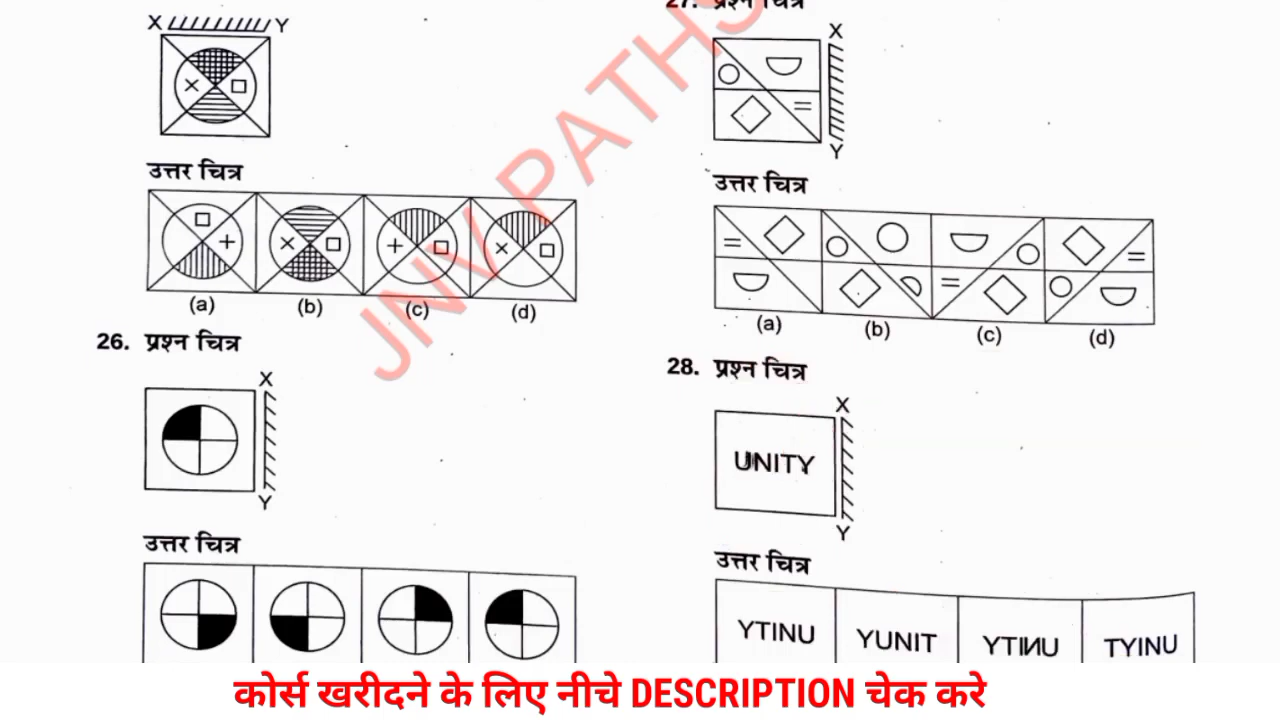 X Y
उत्तर चित्र
(a) (b) (c) (d)
26. प्रश्न चित्र
X
Y
उत्तर चित्र
27. प्रश्न चित्र
X
Y
उत्तर चित्र
(a) (b) (c) (d)
28. प्रश्न चित्र
X
UNITY
Y
उत्तर चित्र
YTINU YUNIT YTIИU TYINU
JNV PATHS
कोर्स खरीदने के लिए नीचे DESCRIPTION चेक करे